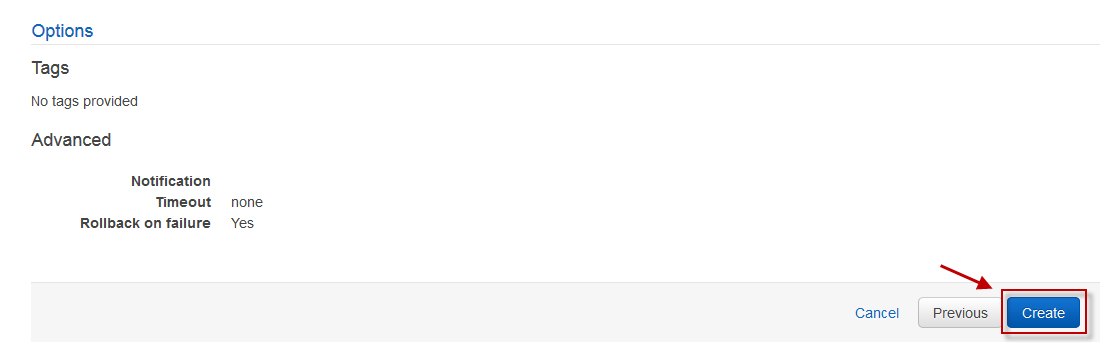 Options
Tags
No tags provided
Advanced
Notification
Timeout none
Rollback on failure Yes
Cancel Previous Create